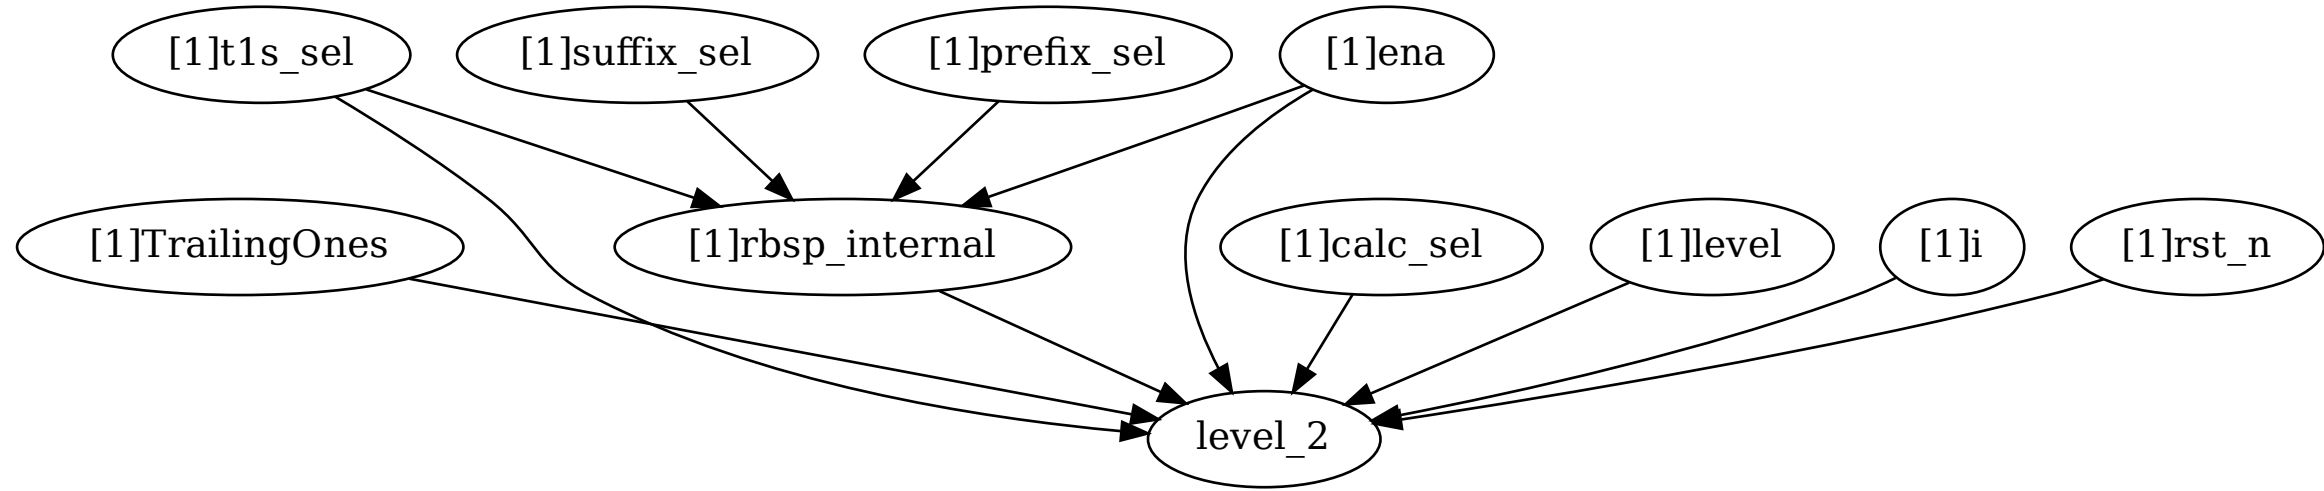 [1]t1s_sel
[1]suffix_sel
[1]prefix_sel
[1]ena
[1]TrailingOnes
[1]rbsp_internal
[1]calc_sel
[1]level
[1]i
[1]rst_n
level_2